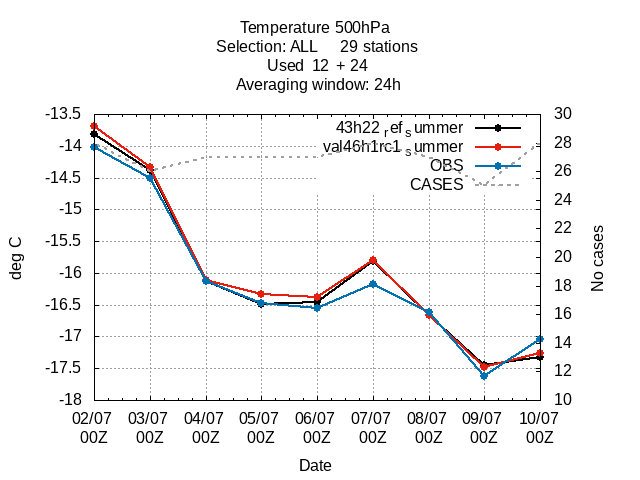 Temperature 500hPa
Selection: ALL 29 stations
Used 12 + 24
Averaging window: 24h
-13.5
-14
-14.5
-15
-15.5
-16
-16.5
-17
-17.5
-18
deg C
43h22refsummer
val46h1rc1summer
OBS
CASES
30
28
26
24
22
20
18
16
14
12
10
No cases
02/07 03/07 04/07 05/07 06/07 07/07 08/07 09/07 10/07
00Z 00Z 00Z 00Z 00Z 00Z 00Z 00Z 00Z
Date